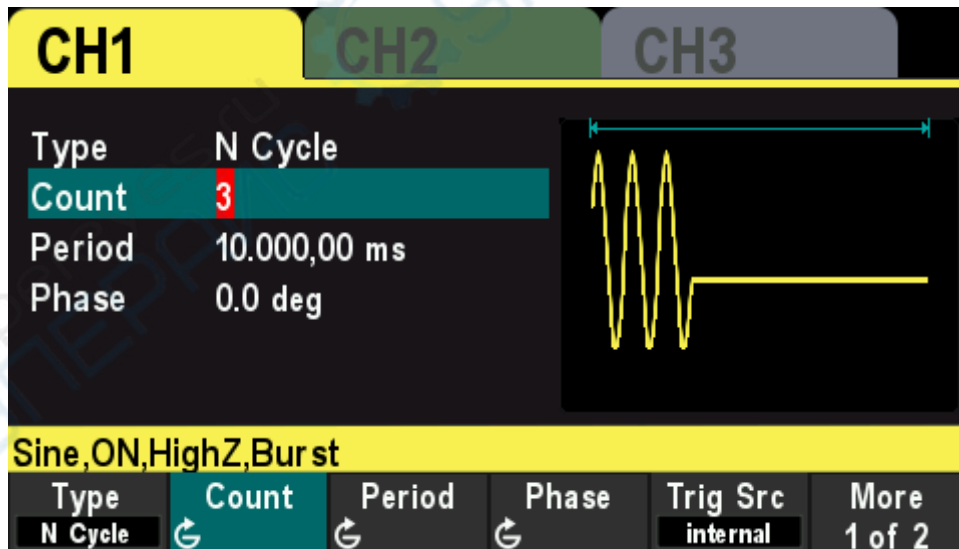 CH1 CH2 CH3
Type N Cycle
Count 3
Period 10.000,00 ms
Phase 0.0 deg
Sine,ON,HighZ,Burst
Type Count Period Phase Trig Src More
N Cycle internal 1 of 2